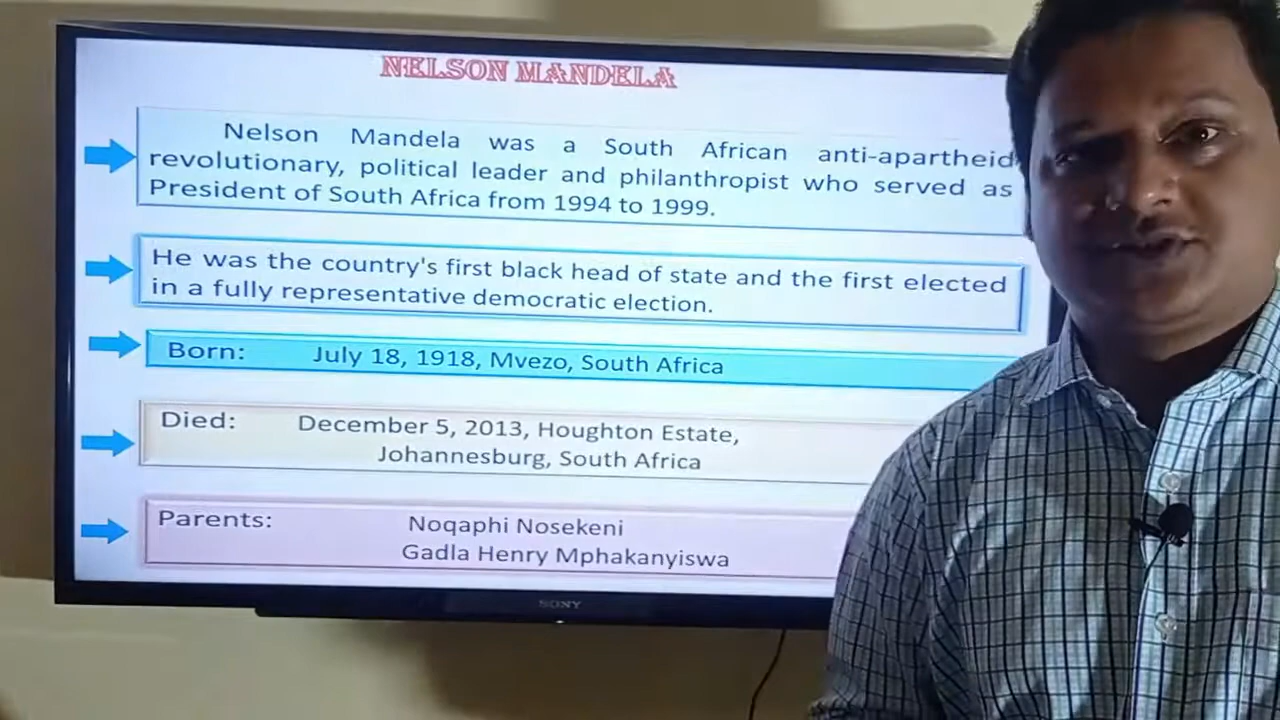 NELSON MANDELA
Nelson Mandela was a South African anti-apartheid
revolutionary, political leader and philanthropist who served as
President of South Africa from 1994 to 1999.
He was the country's first black head of state and the first elected
in a fully representative democratic election.
Born: July 18, 1918, Mvezo, South Africa
Died: December 5, 2013, Houghton Estate,
Johannesburg, South Africa
Parents: Noqaphi Nosekeni
Gadla Henry Mphakanyiswa
SONY